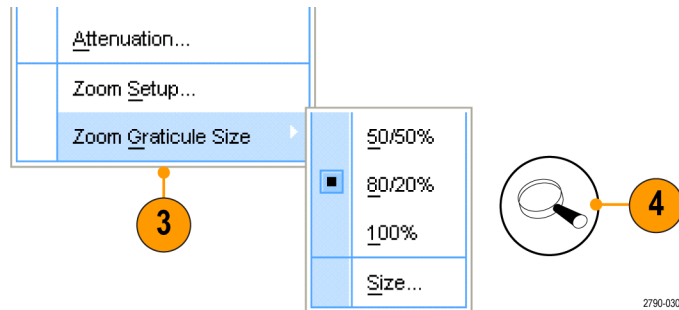 Attenuation...
Zoom Setup...
Zoom Graticule Size
50/50%
80/20%
100%
Size...
3
4
2790-030